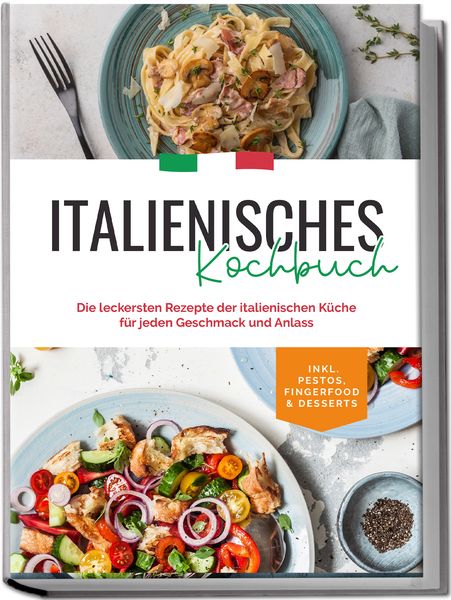 ITALIENISCHES
Kochbuch
Die leckersten Rezepte der italienischen Küche
für jeden Geschmack und Anlass
INKL.
PESTOS,
FINGERFOOD
& DESSERTS